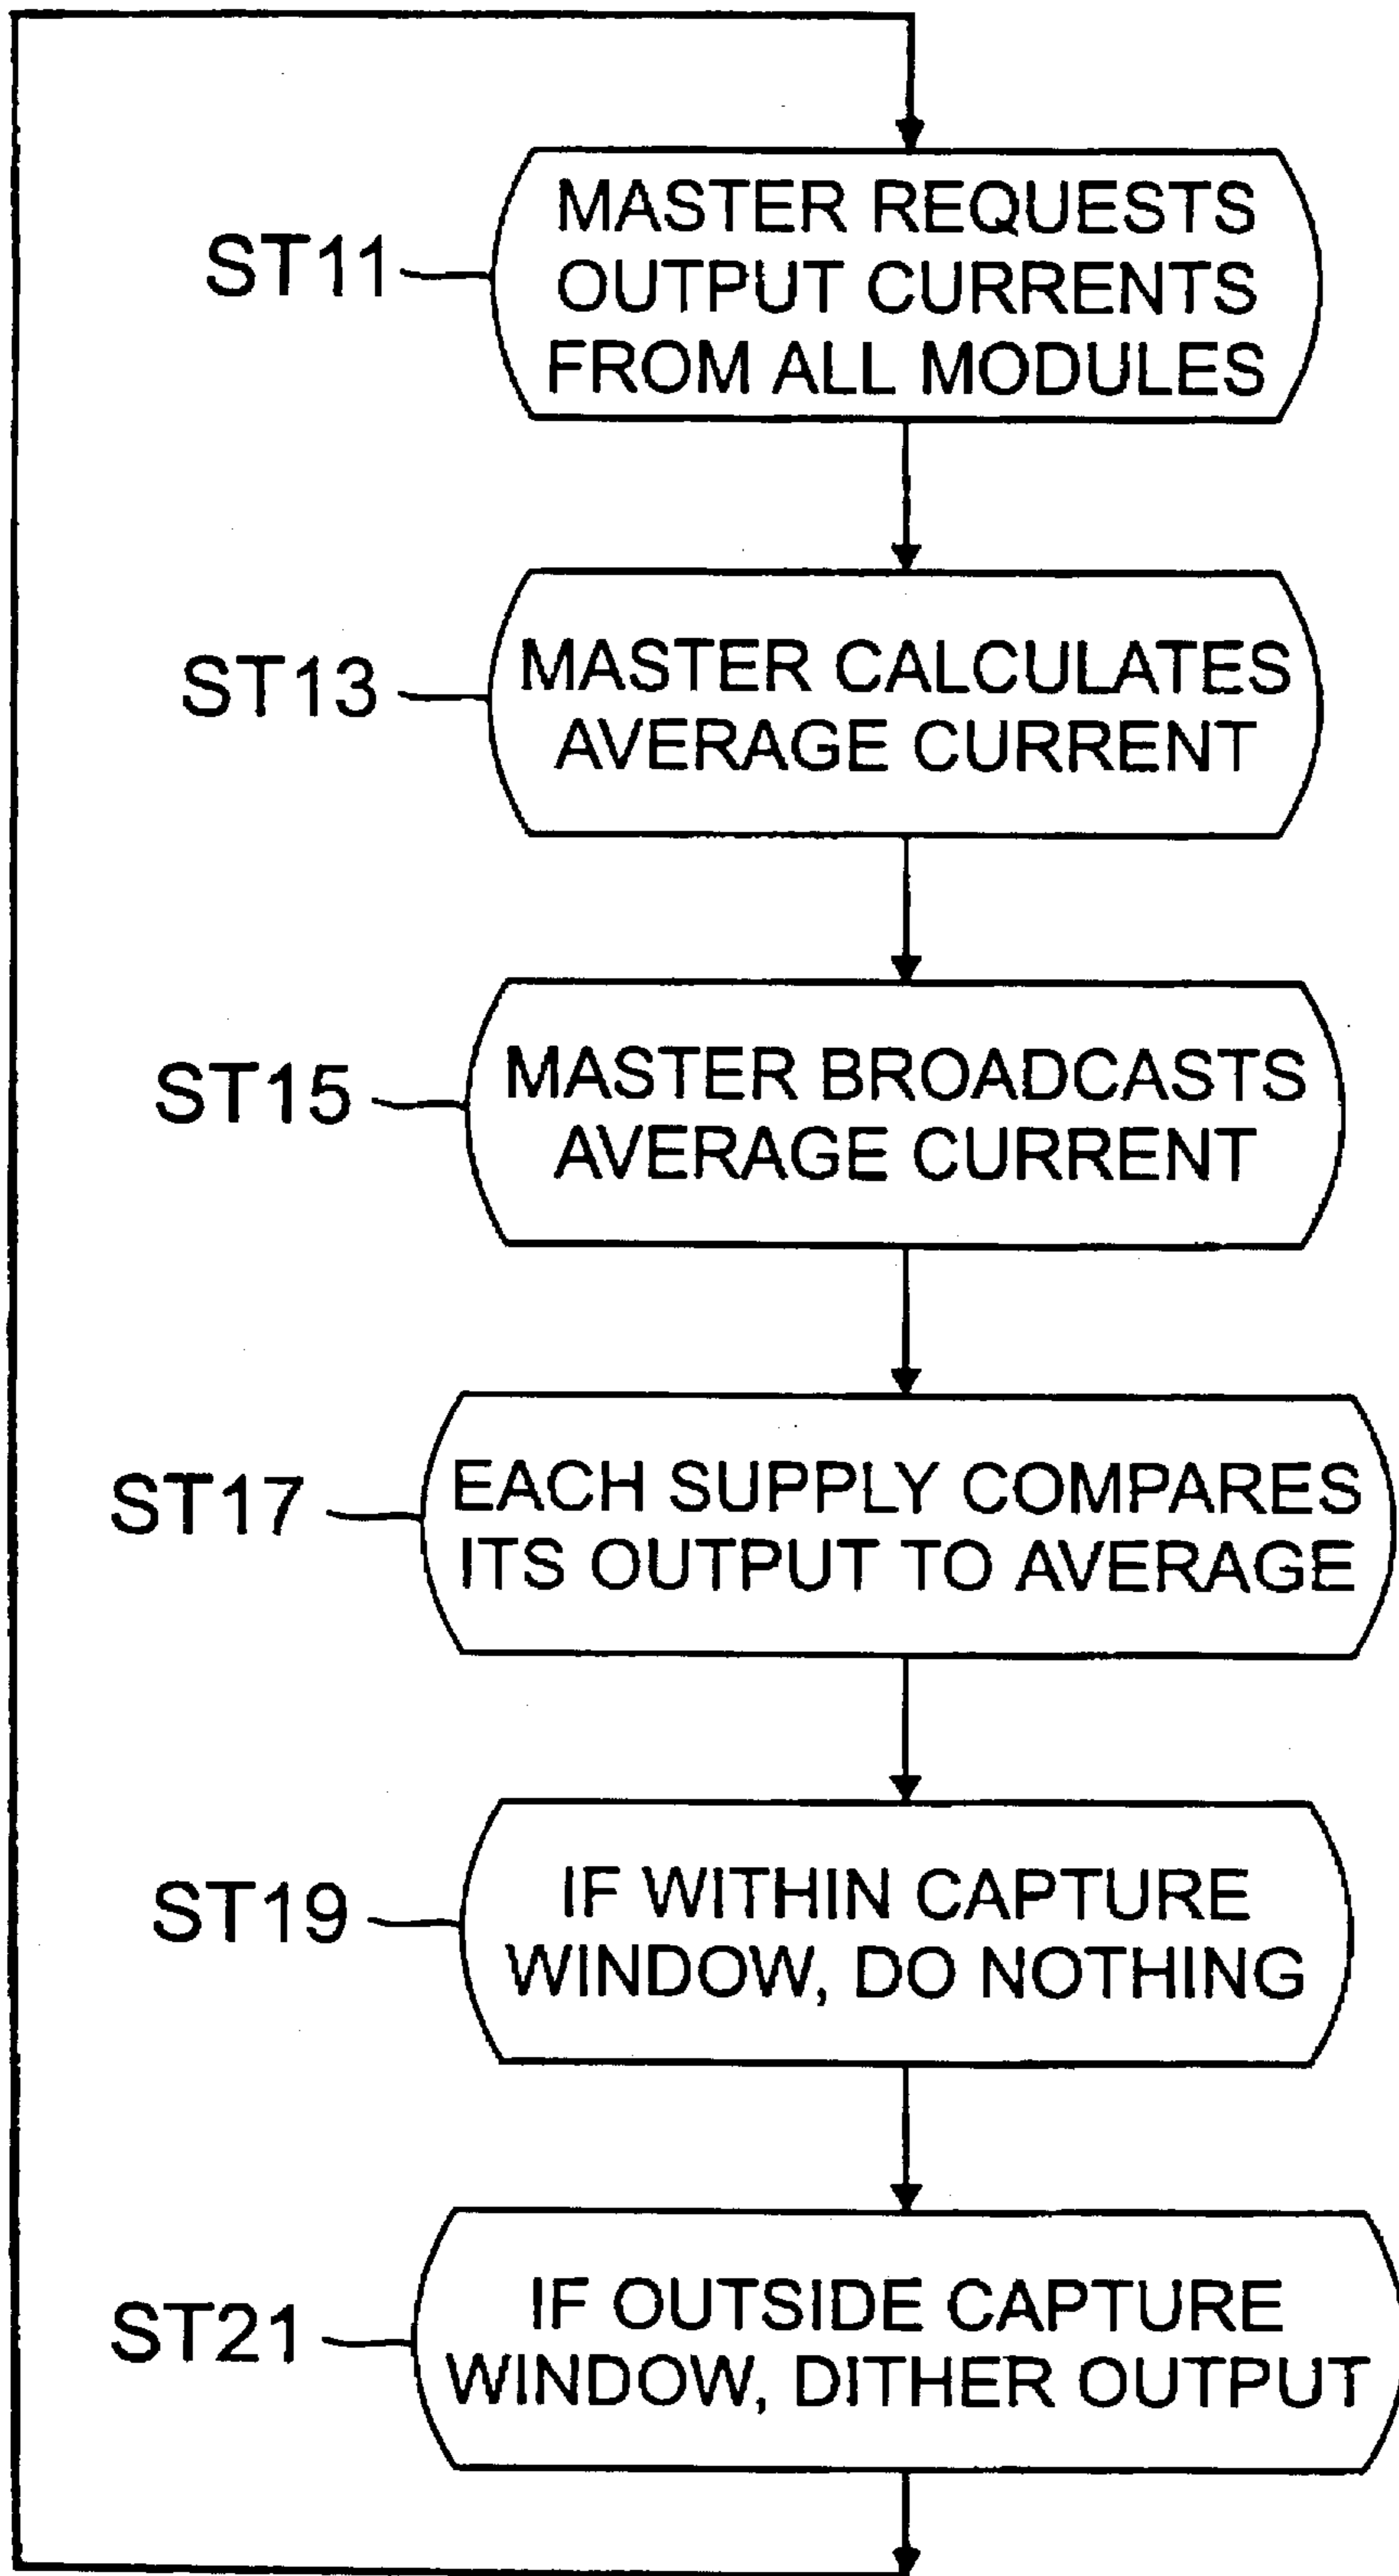 ST11
MASTER REQUESTS
OUTPUT CURRENTS
FROM ALL MODULES
ST13
MASTER CALCULATES
AVERAGE CURRENT
ST15
MASTER BROADCASTS
AVERAGE CURRENT
ST17
EACH SUPPLY COMPARES
ITS OUTPUT TO AVERAGE
ST19
IF WITHIN CAPTURE
WINDOW, DO NOTHING
ST21
IF OUTSIDE CAPTURE
WINDOW, DITHER OUTPUT